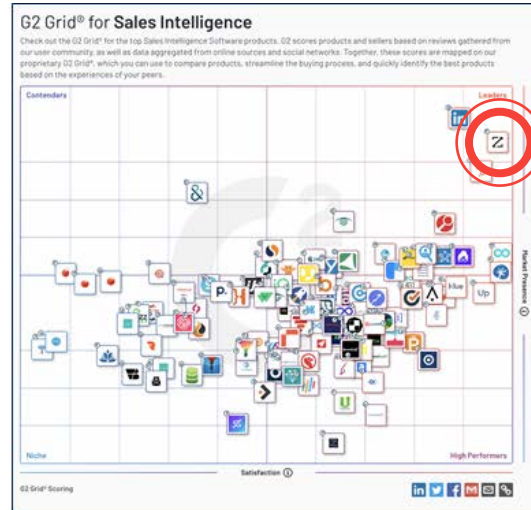 G2 Grid® for Sales Intelligence
Check out the G2 Grid® for the top Sales Intelligence Software products. G2 scores products and sellers based on reviews gathered from
our user community, as well as data aggregated from online sources and social networks. Together, these scores are mapped on our
proprietary G2 Grid®, which you can use to compare products, streamline the buying process, and quickly identify the best products
based on the experiences of your peers.
Contenders
Leaders
in
Z
&
Market Presence
klue
Up
P.
Niche
High Performers
Satisfaction
G2 Grid® Scoring
in
f
M